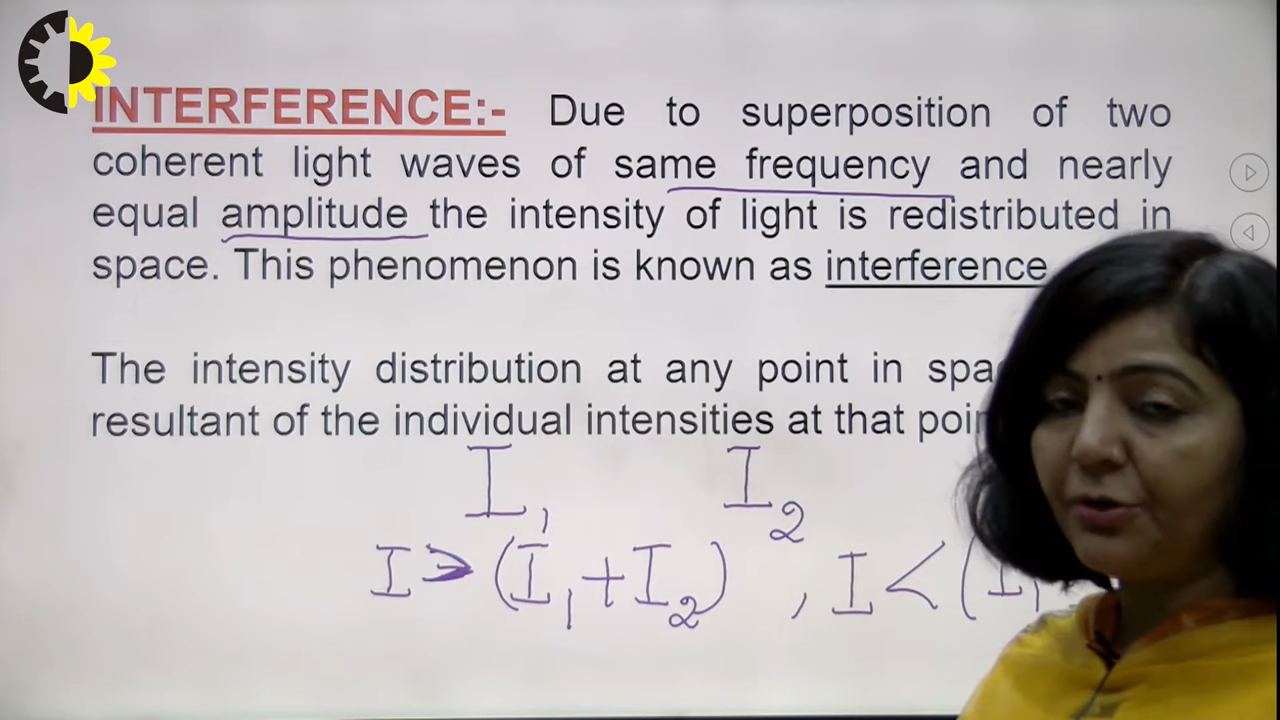 INTERFERENCE:- Due to superposition of two
coherent light waves of same frequency and nearly
equal amplitude the intensity of light is redistributed in
space. This phenomenon is known as interference
The intensity distribution at any point in
resultant of the individual intensities at that
I₁ I₂
I > (I₁+I₂) , I < (I₁